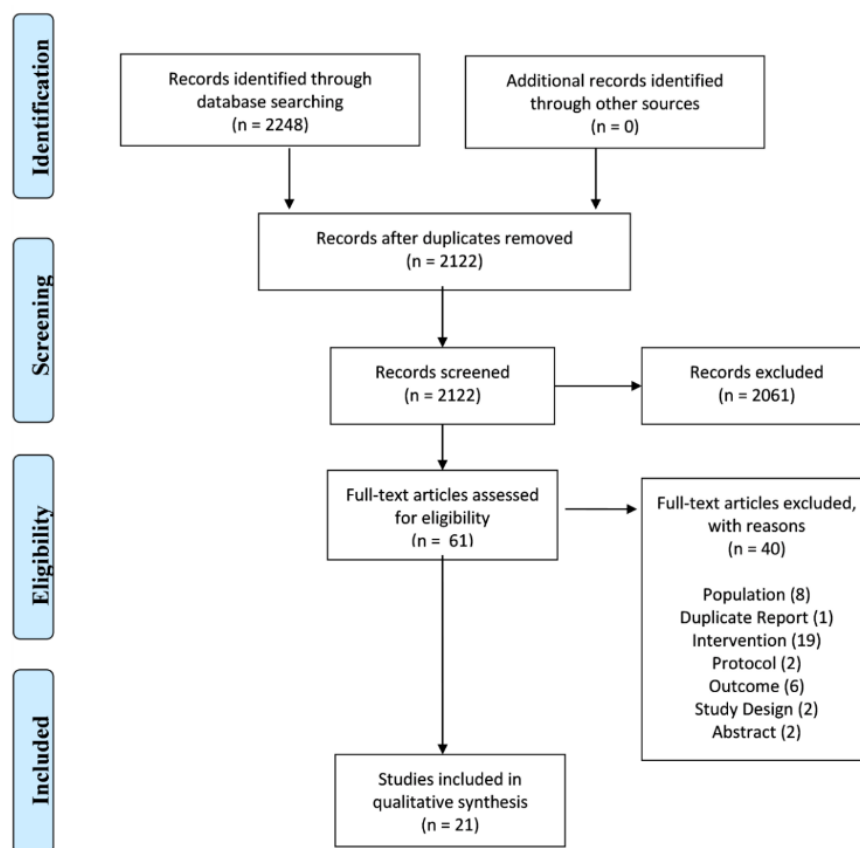 Identification
Records identified through
database searching
(n = 2248)
Additional records identified
through other sources
(n = 0)
Screening
Records after duplicates removed
(n = 2122)
Records screened
(n = 2122)
Records excluded
(n = 2061)
Eligibility
Full-text articles assessed
for eligibility
(n = 61)
Full-text articles excluded,
with reasons
(n = 40)
Population (8)
Duplicate Report (1)
Intervention (19)
Protocol (2)
Outcome (6)
Study Design (2)
Abstract (2)
Included
Studies included in
qualitative synthesis
(n = 21)